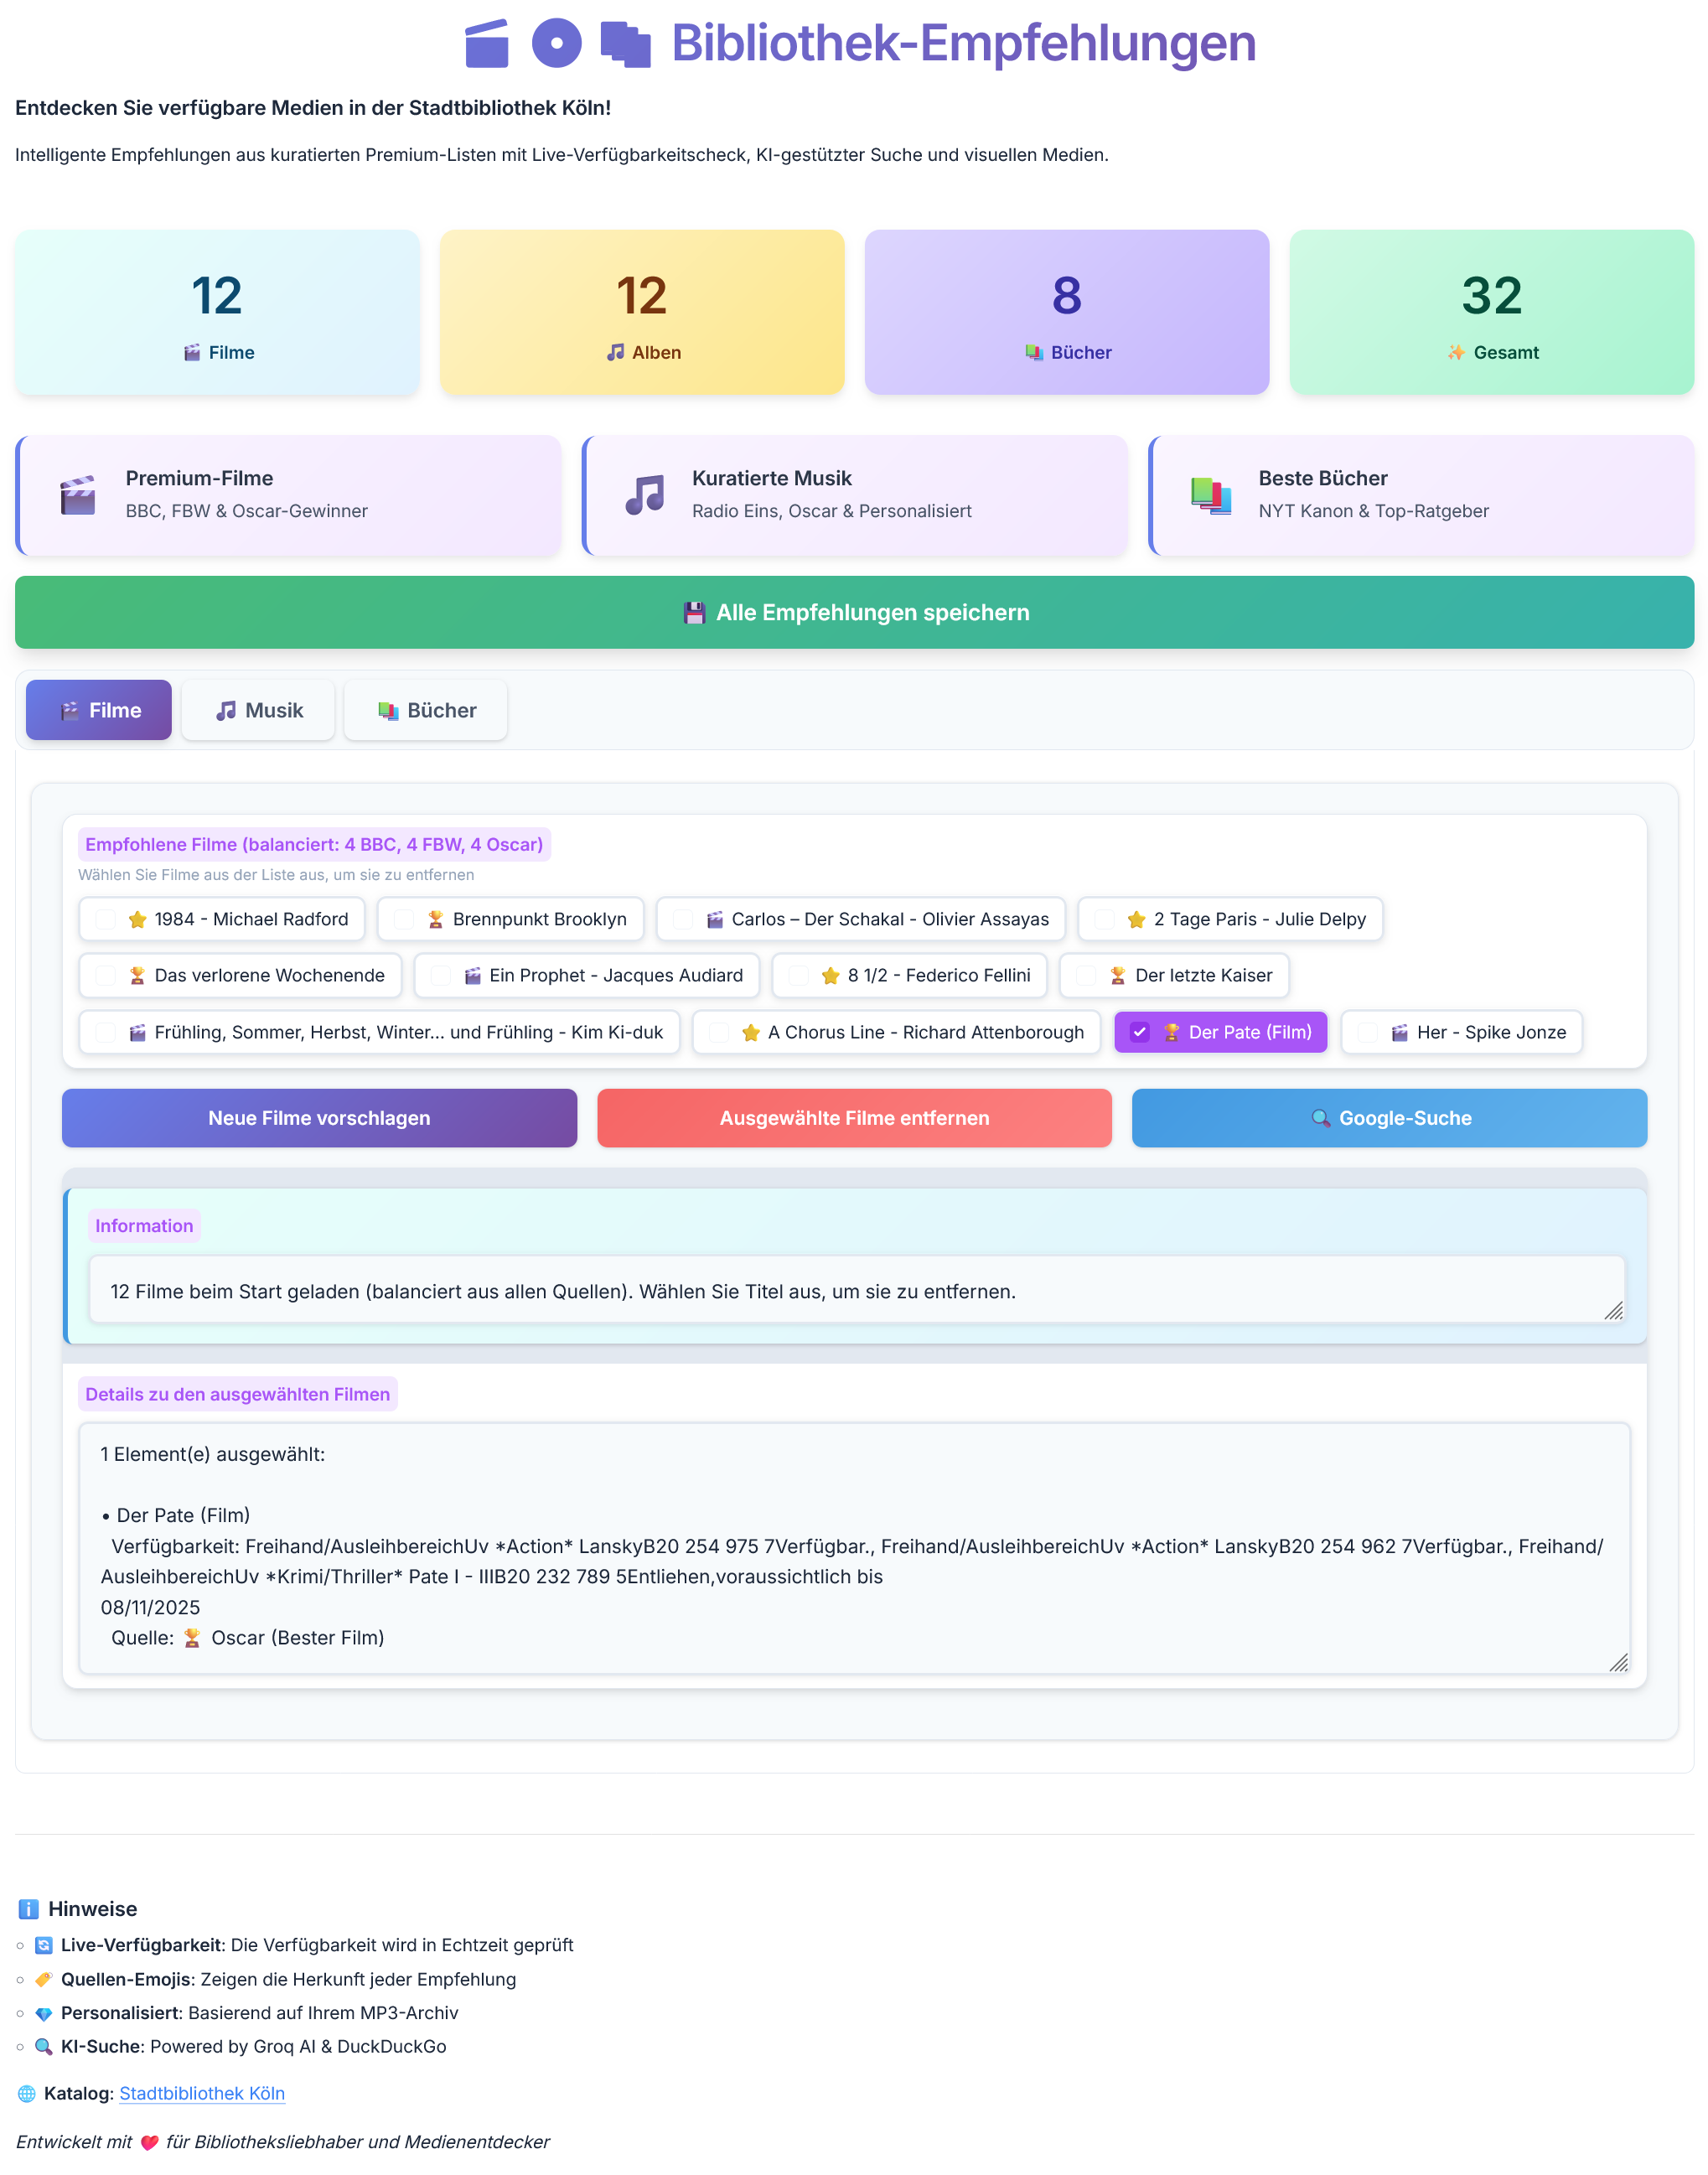 Bibliothek-Empfehlungen
Entdecken Sie verfügbare Medien in der Stadtbibliothek Köln!
Intelligente Empfehlungen aus kuratierten Premium-Listen mit Live-Verfügbarkeitscheck, KI-gestützter Suche und visuellen Medien.
12
🎬 Filme
12
🎵 Alben
8
📚 Bücher
32
✨ Gesamt
Premium-Filme
BBC, FBW & Oscar-Gewinner
Kuratierte Musik
Radio Eins, Oscar & Personalisiert
Beste Bücher
NYT Kanon & Top-Ratgeber
💾 Alle Empfehlungen speichern
🎬 Filme
🎵 Musik
📚 Bücher
Empfohlene Filme (balanciert: 4 BBC, 4 FBW, 4 Oscar)
Wählen Sie Filme aus der Liste aus, um sie zu entfernen
⭐ 1984 - Michael Radford
🏆 Brennpunkt Brooklyn
🎬 Carlos – Der Schakal - Olivier Assayas
⭐ 2 Tage Paris - Julie Delpy
🏆 Das verlorene Wochenende
🎬 Ein Prophet - Jacques Audiard
⭐ 8 1/2 - Federico Fellini
🏆 Der letzte Kaiser
🎬 Frühling, Sommer, Herbst, Winter... und Frühling - Kim Ki-duk
⭐ A Chorus Line - Richard Attenborough
🏆 Der Pate (Film)
🎬 Her - Spike Jonze
Neue Filme vorschlagen
Ausgewählte Filme entfernen
🔍 Google-Suche
Information
12 Filme beim Start geladen (balanciert aus allen Quellen). Wählen Sie Titel aus, um sie zu entfernen.
Details zu den ausgewählten Filmen
1 Element(e) ausgewählt:
• Der Pate (Film)
Verfügbarkeit: Freihand/AusleihbereichUv *Action* LanskyB20 254 975 7Verfügbar., Freihand/AusleihbereichUv *Action* LanskyB20 254 962 7Verfügbar., Freihand/
AusleihbereichUv *Krimi/Thriller* Pate I - IIIB20 232 789 5Entliehen,voraussichtlich bis
08/11/2025
Quelle: 🏆 Oscar (Bester Film)
ℹ️ Hinweise
🔄 Live-Verfügbarkeit: Die Verfügbarkeit wird in Echtzeit geprüft
🏷️ Quellen-Emojis: Zeigen die Herkunft jeder Empfehlung
💎 Personalisiert: Basierend auf Ihrem MP3-Archiv
🔍 KI-Suche: Powered by Groq AI & DuckDuckGo
🌐 Katalog: Stadtbibliothek Köln
Entwickelt mit ❤️ für Bibliotheksliebhaber und Medienentdecker